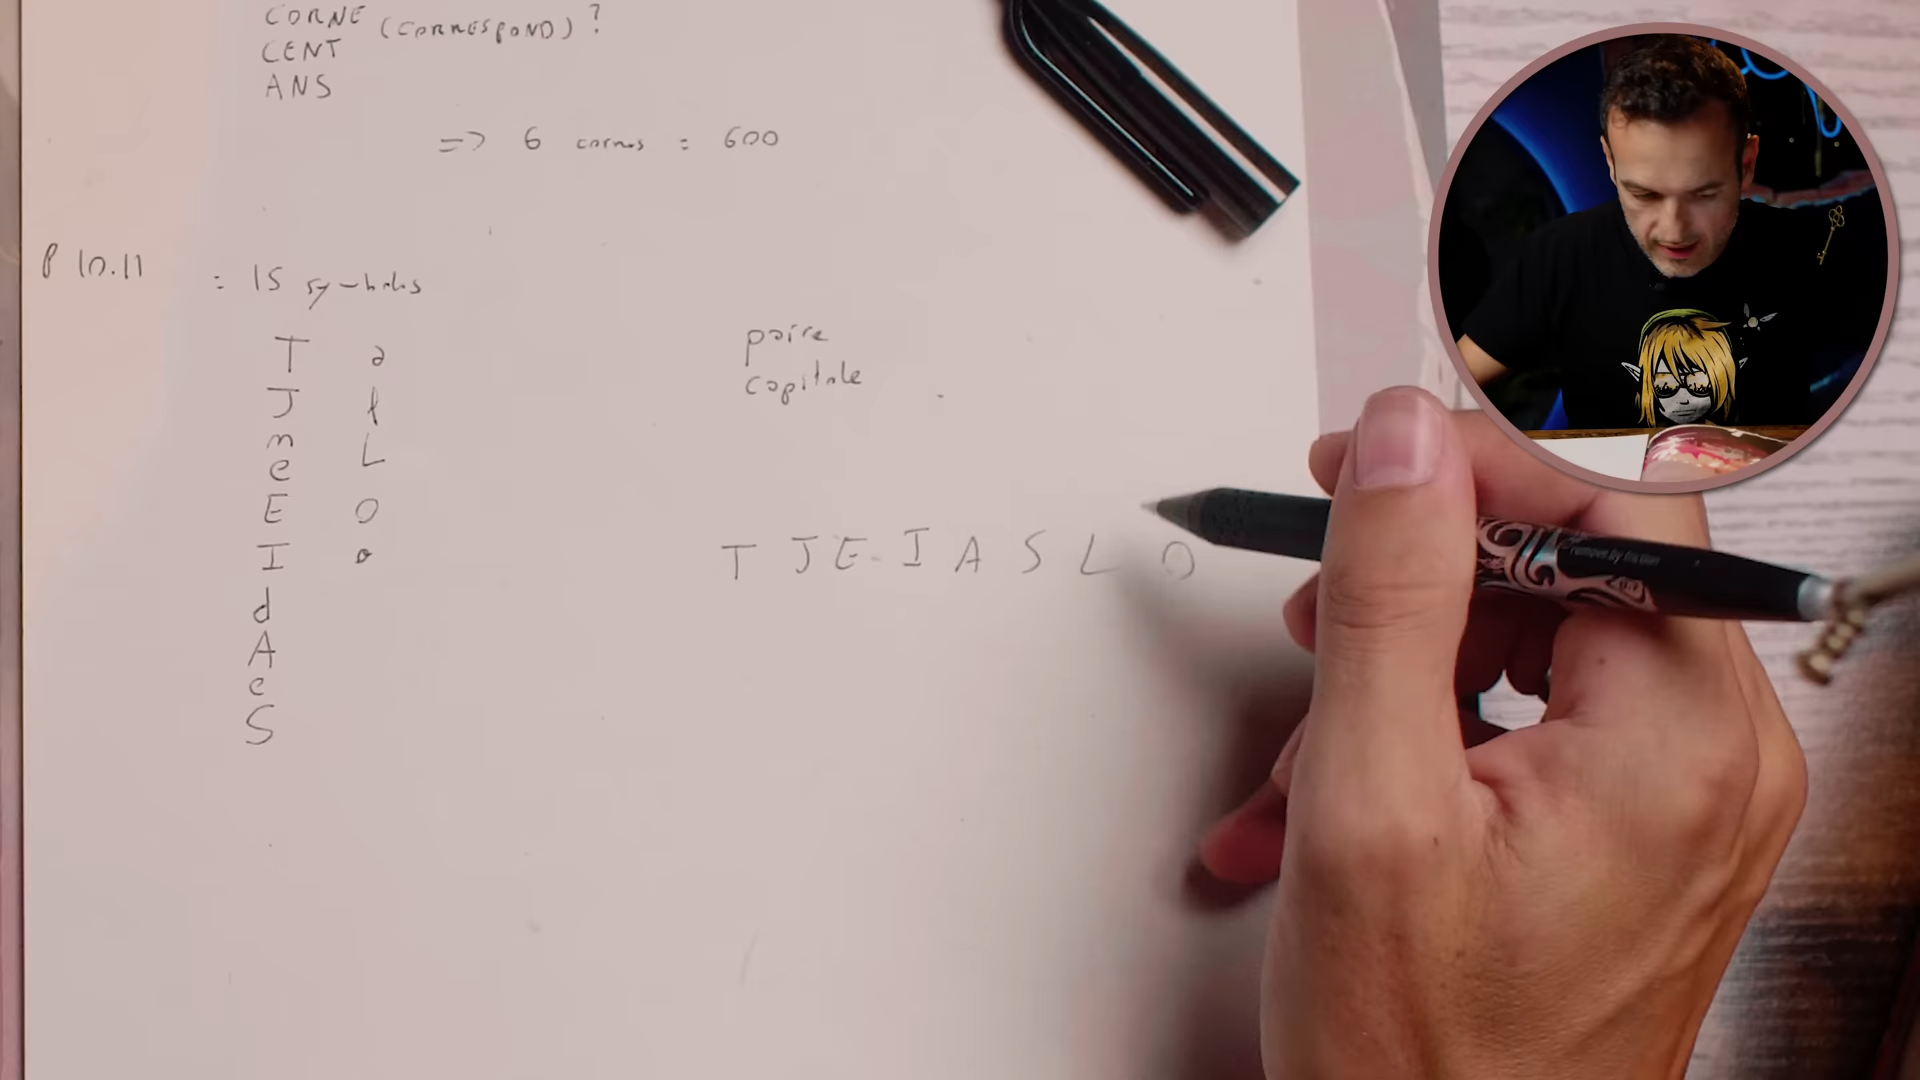 CORNE
(CORRESPOND) ?
CENT
ANS
=> 6 cornes = 600
P 10.11 : 15 symboles
T a
J f
m L
e
E O
I o
d
A
e
S
paire
capitale
T J E I A S L O